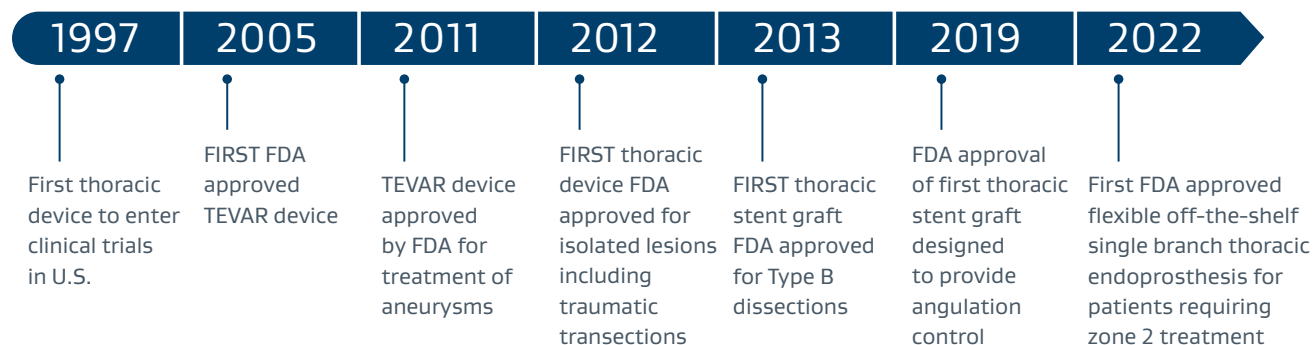 1997
2005
2011
2012
2013
2019
2022
First thoracic
device to enter
clinical trials
in U.S.
FIRST FDA
approved
TEVAR device
TEVAR device
approved
by FDA for
treatment of
aneurysms
FIRST thoracic
device FDA
approved for
isolated lesions
including
traumatic
transections
FIRST thoracic
stent graft
FDA approved
for Type B
dissections
FDA approval
of first thoracic
stent graft
designed
to provide
angulation
control
First FDA approved
flexible off-the-shelf
single branch thoracic
endoprosthesis for
patients requiring
zone 2 treatment